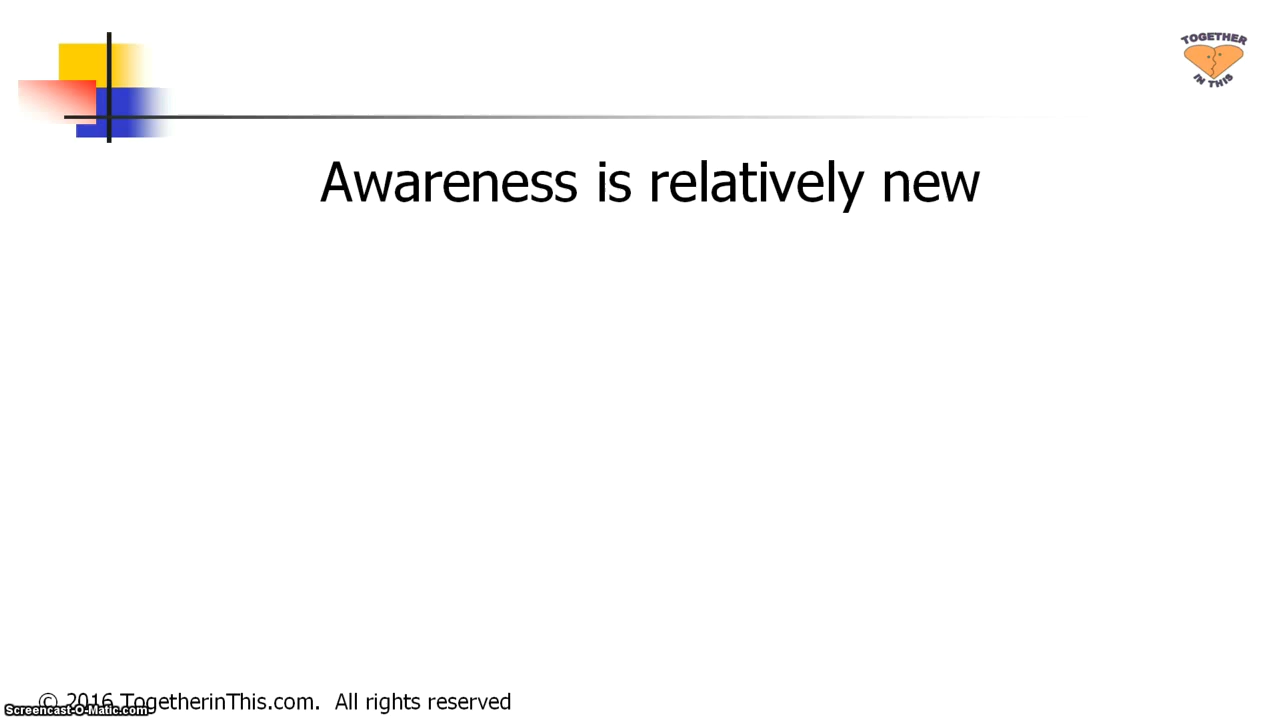 TOGETHER
IN THIS
Awareness is relatively new
© 2016 TogetherinThis.com. All rights reserved
Screencast-O-Matic.com